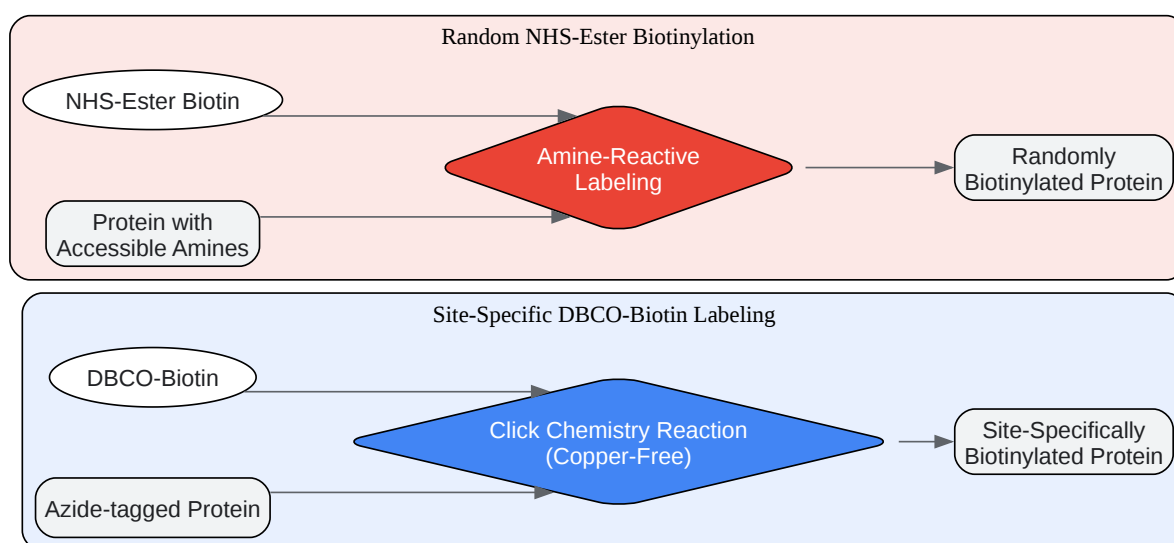 Random NHS-Ester Biotinylation
NHS-Ester Biotin
Amine-Reactive
Labeling
Randomly
Biotinylated Protein
Protein with
Accessible Amines
Site-Specific DBCO-Biotin Labeling
DBCO-Biotin
Click Chemistry Reaction
(Copper-Free)
Site-Specifically
Biotinylated Protein
Azide-tagged Protein